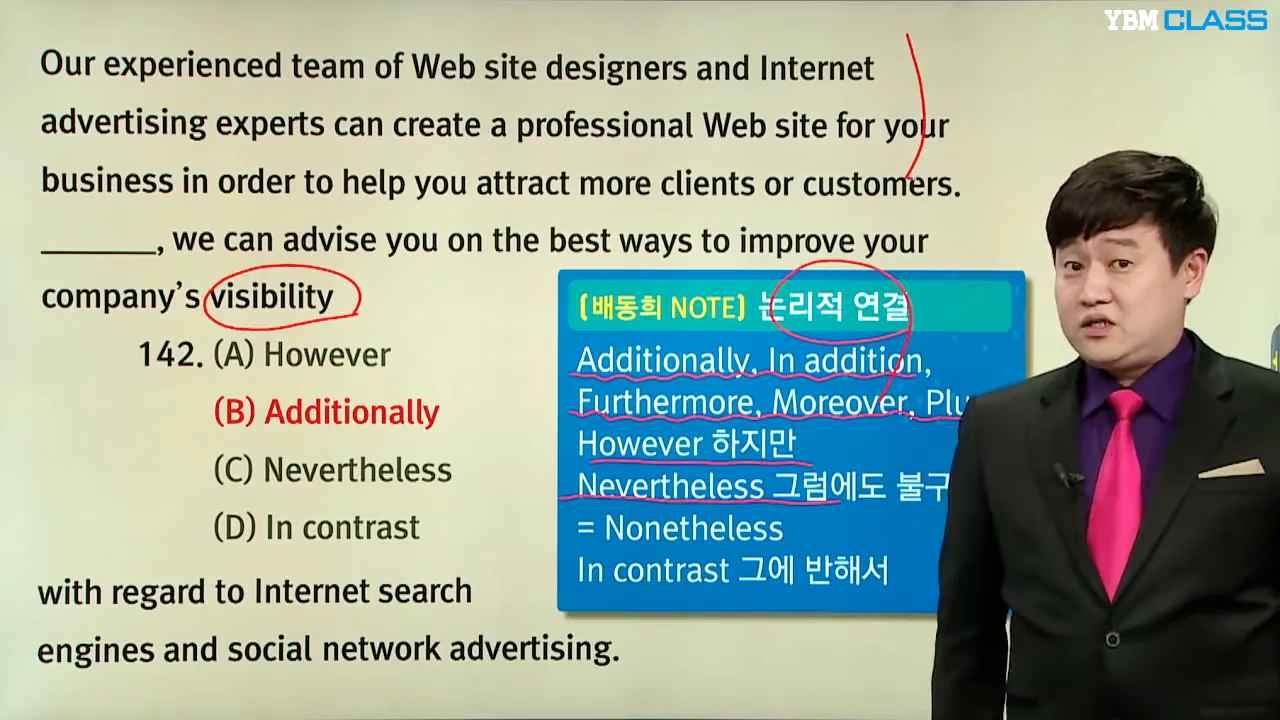 YBM CLASS
Our experienced team of Web site designers and Internet
advertising experts can create a professional Web site for your
business in order to help you attract more clients or customers.
_______, we can advise you on the best ways to improve your
company's visibility
142. (A) However
(B) Additionally
(C) Nevertheless
(D) In contrast
with regard to Internet search
engines and social network advertising.
[배동희 NOTE] 논리적 연결
Additionally, In addition,
Furthermore, Moreover,
However 하지만
Nevertheless 그럼에도
= Nonetheless
In contrast 그에 반해서